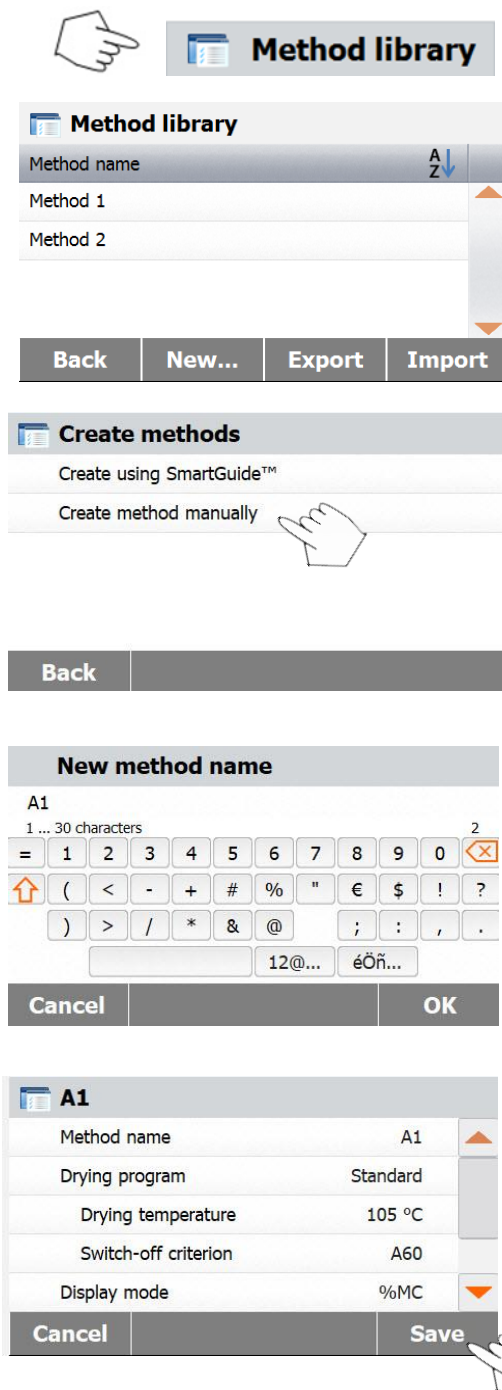 Method library
Method library
Method name A Z
Method 1
Method 2
Back New... Export Import
Create methods
Create using SmartGuide™
Create method manually
Back
New method name
A1
1 ... 30 characters 2
= 1 2 3 4 5 6 7 8 9 0
( < - + # % " € $ ! ?
) > / * & @ ; : , .
12@... éÖñ...
Cancel OK
A1
Method name A1
Drying program Standard
Drying temperature 105 °C
Switch-off criterion A60
Display mode %MC
Cancel Save